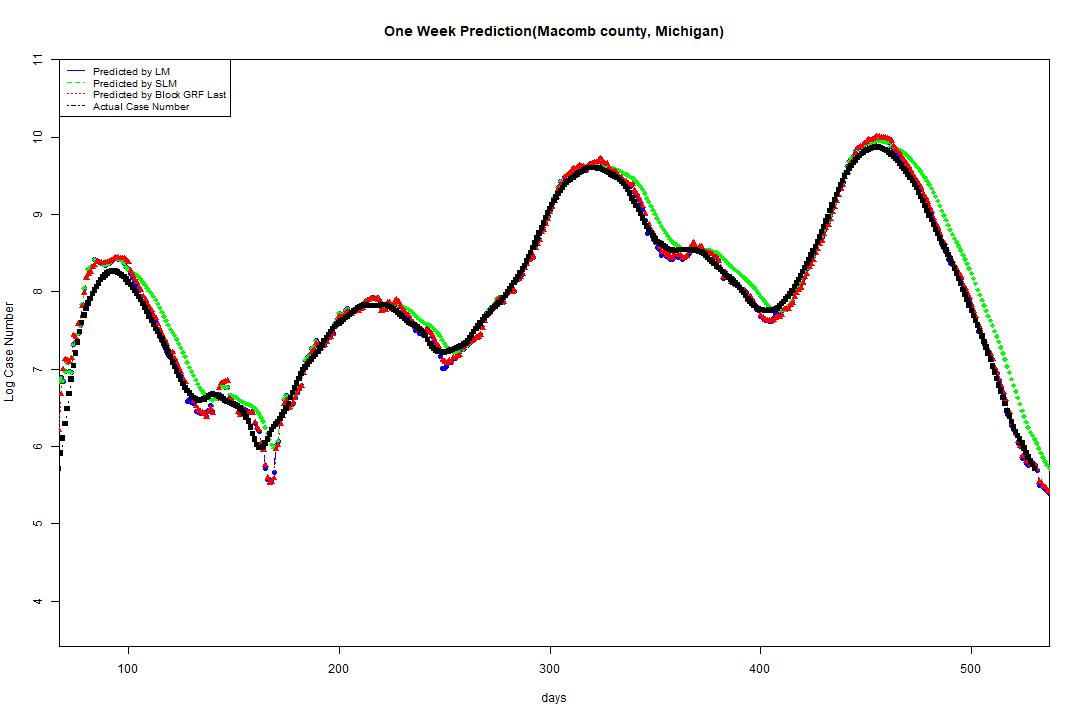 One Week Prediction(Macomb county, Michigan)
Predicted by LM
Predicted by SLM
Predicted by Block GRF Last
Actual Case Number
11
10
9
8
7
6
5
4
Log Case Number
100 200 300 400 500
days